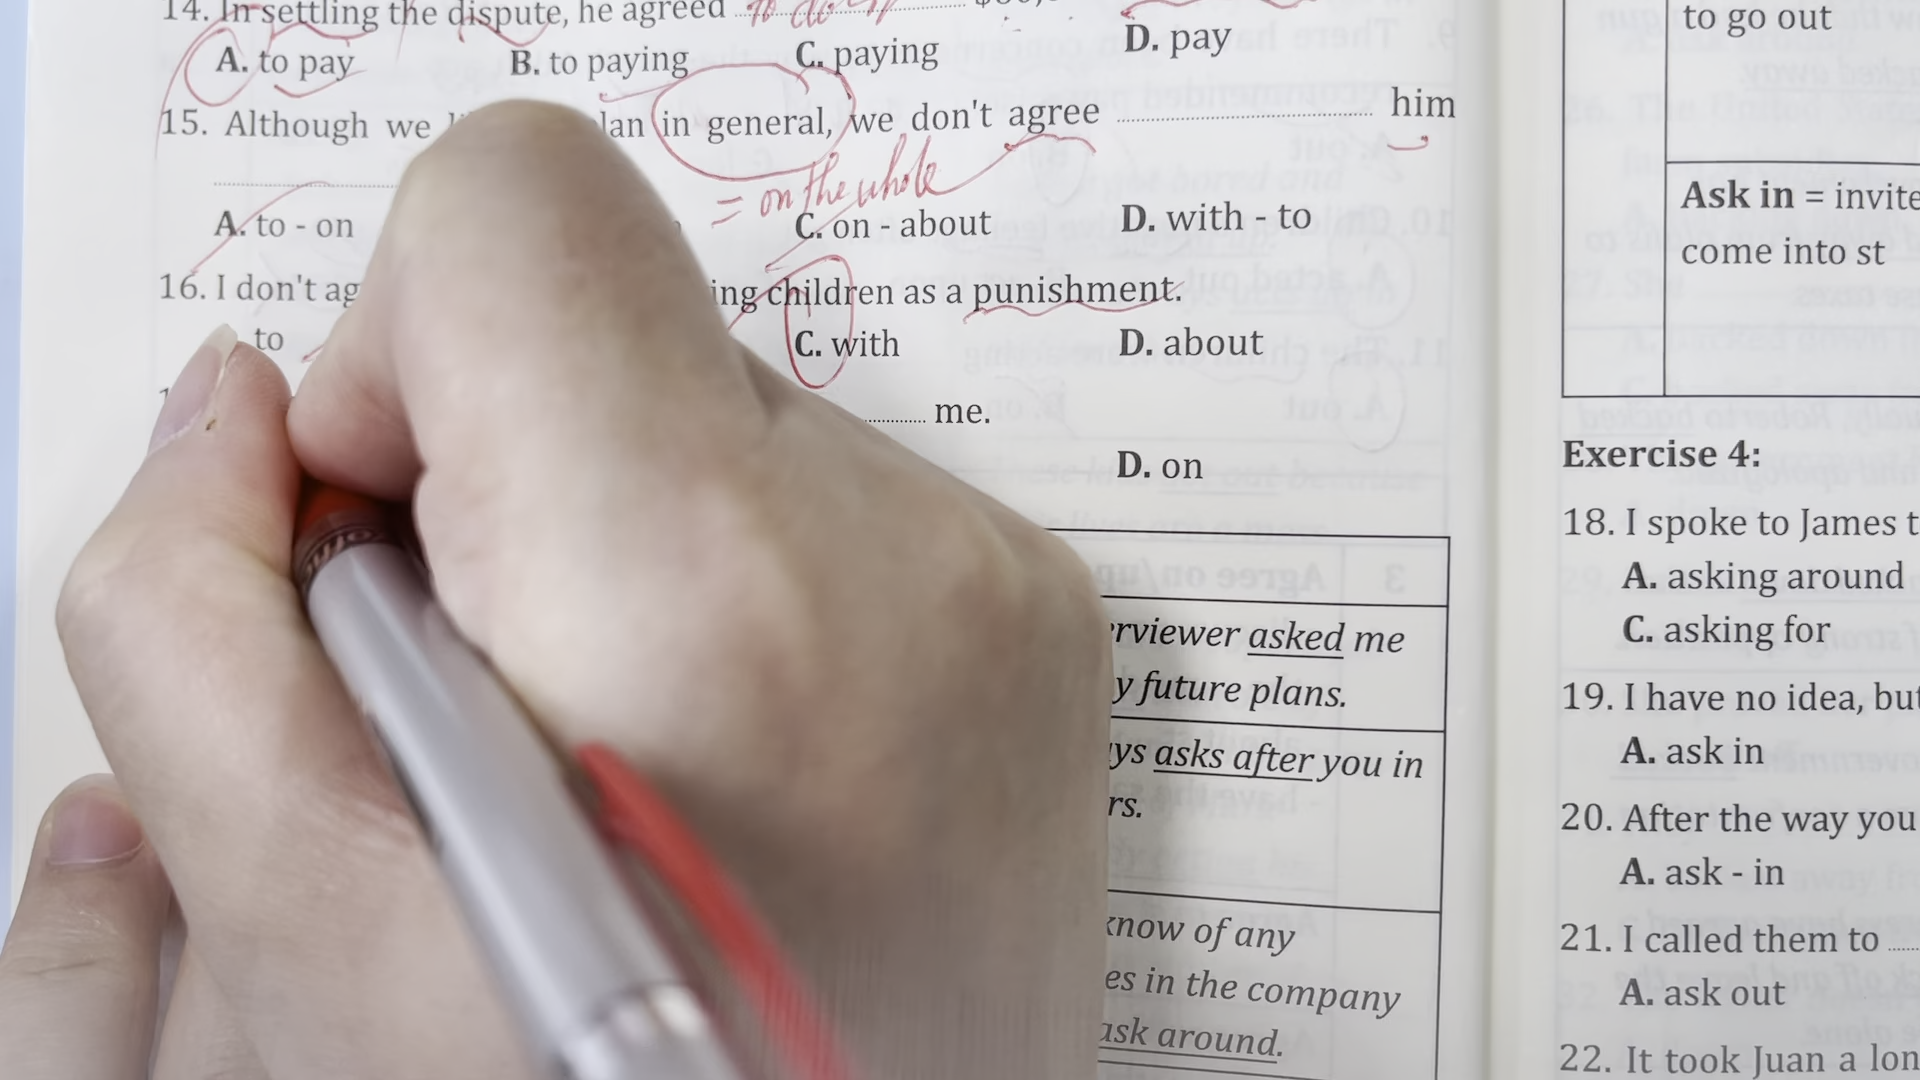 14. In settling the dispute, he agreed
A. to pay B. to paying C. paying D. pay
15. Although we lan in general, we don't agree him
= on the whole
A. to - on C. on - about D. with - to
16. I don't ag ing children as a punishment.
to C. with D. about
me.
D. on
rviewer asked me
y future plans.
ys asks after you in
rs.
know of any
es in the company
ask around.
to go out
Ask in = invite
come into st
Exercise 4:
18. I spoke to James t
A. asking around
C. asking for
19. I have no idea, but
A. ask in
20. After the way you
A. ask - in
21. I called them to
A. ask out
22. It took Juan a lon